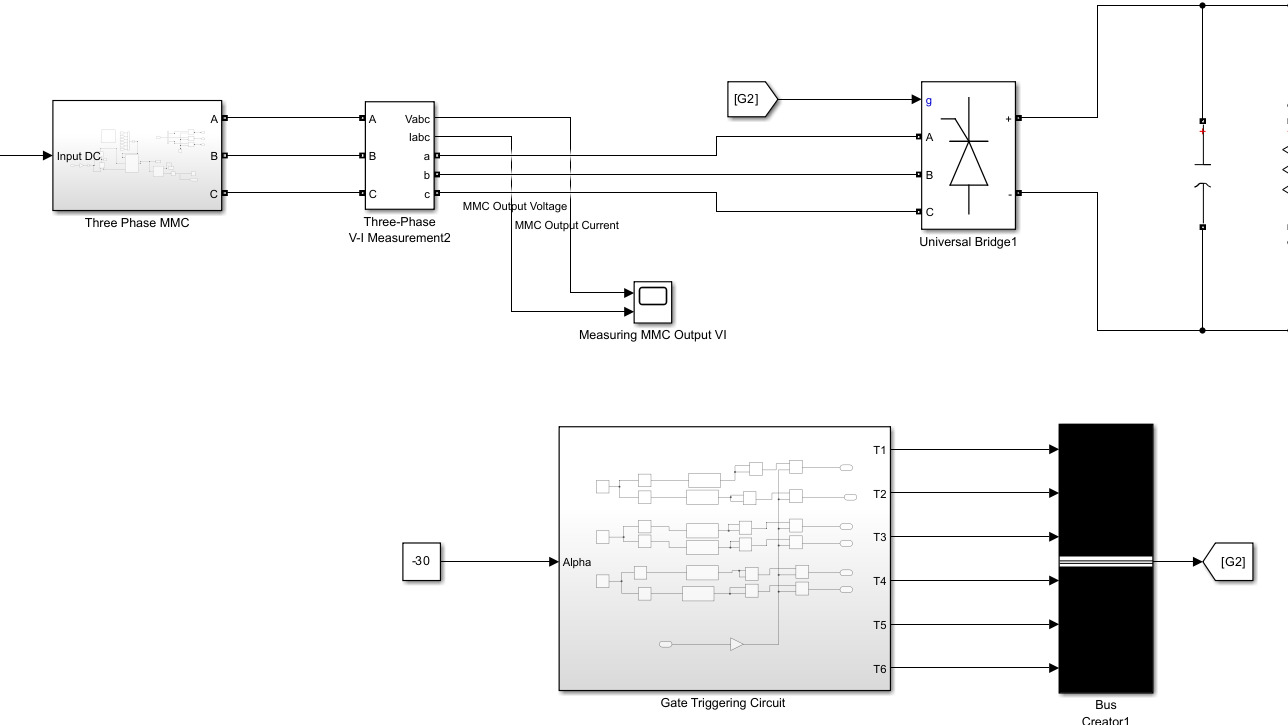 [G2]
g
A
A
Vabc
+
Iabc
A
Input DC
B
B
a
b
B
C
C
c
-
MMC Output Voltage
C
Three Phase MMC
Three-Phase
V-I Measurement2
MMC Output Current
Universal Bridge1
Measuring MMC Output VI
T1
T2
T3
-30
Alpha
[G2]
T4
T5
T6
Gate Triggering Circuit
Bus
Creator1